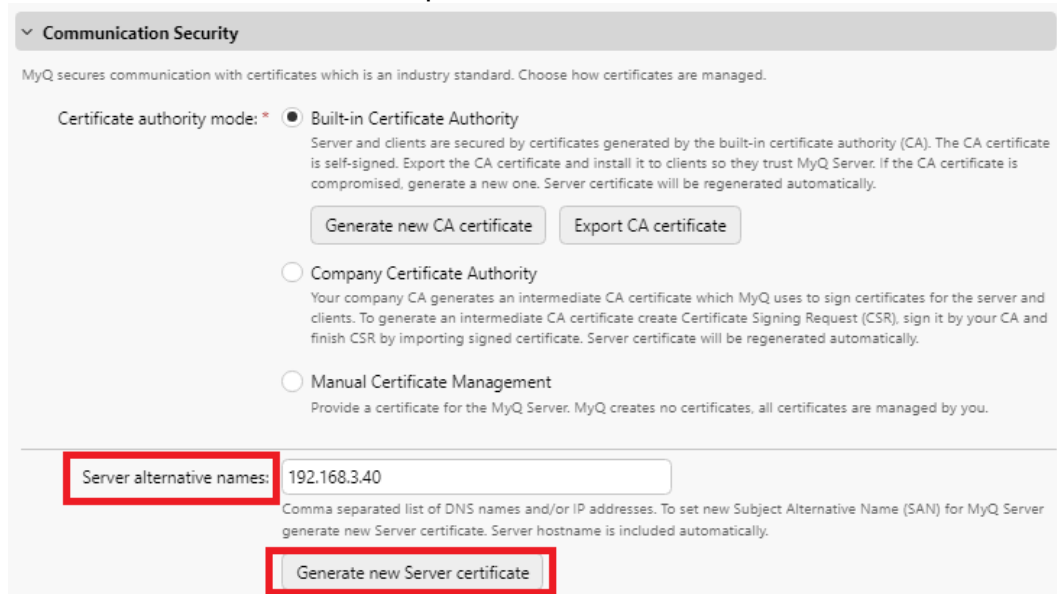 Communication Security
MyQ secures communication with certificates which is an industry standard. Choose how certificates are managed.
Certificate authority mode: * Built-in Certificate Authority
Server and clients are secured by certificates generated by the built-in certificate authority (CA). The CA certificate
is self-signed. Export the CA certificate and install it to clients so they trust MyQ Server. If the CA certificate is
compromised, generate a new one. Server certificate will be regenerated automatically.
Generate new CA certificate Export CA certificate
Company Certificate Authority
Your company CA generates an intermediate CA certificate which MyQ uses to sign certificates for the server and
clients. To generate an intermediate CA certificate create Certificate Signing Request (CSR), sign it by your CA and
finish CSR by importing signed certificate. Server certificate will be regenerated automatically.
Manual Certificate Management
Provide a certificate for the MyQ Server. MyQ creates no certificates, all certificates are managed by you.
Server alternative names: 192.168.3.40
Comma separated list of DNS names and/or IP addresses. To set new Subject Alternative Name (SAN) for MyQ Server
generate new Server certificate. Server hostname is included automatically.
Generate new Server certificate